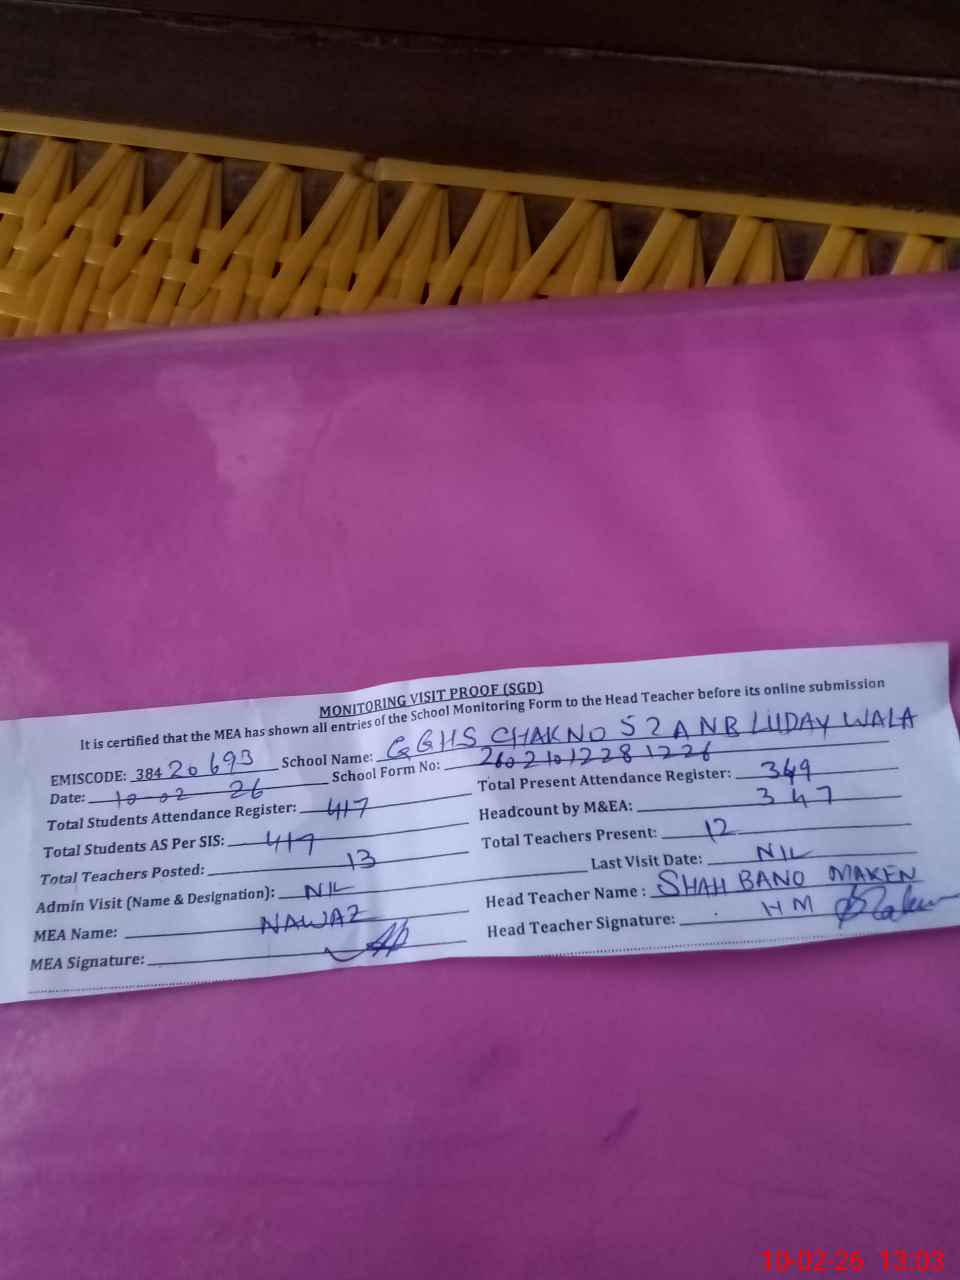 MONITORING VISIT PROOF (SGD)
It is certified that the MEA has shown all entries of the School Monitoring Form to the Head Teacher before its online submission
EMISCODE: 38420693 School Name: GGHS CHAK NO 52 A NB LUDAY WALA
Date: 10-02-26 School Form No: 2602101228 1226
Total Students Attendance Register: 417 Total Present Attendance Register: 349
Total Students AS Per SIS: 417 Headcount by M&EA: 347
Total Teachers Posted: 13 Total Teachers Present: 12
Admin Visit (Name & Designation): NIL Last Visit Date: NIL
MEA Name: NAWAZ Head Teacher Name : SHAH BANO MAKEN
MEA Signature: Head Teacher Signature: HM
10-02-26 13:03